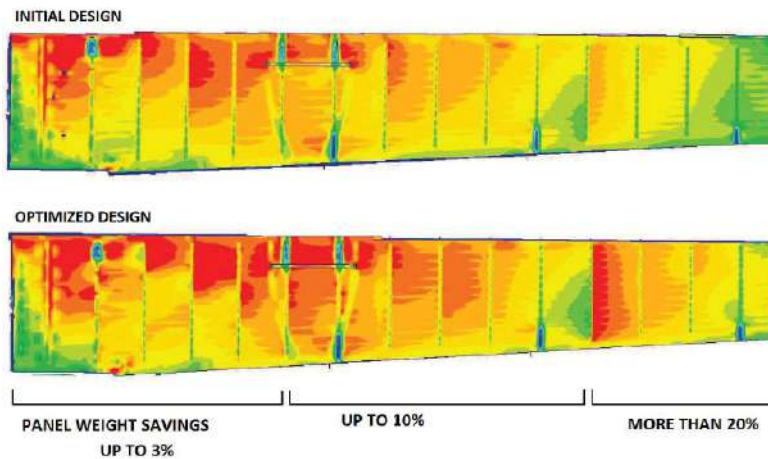 INITIAL DESIGN
OPTIMIZED DESIGN
PANEL WEIGHT SAVINGS
UP TO 3%
UP TO 10%
MORE THAN 20%